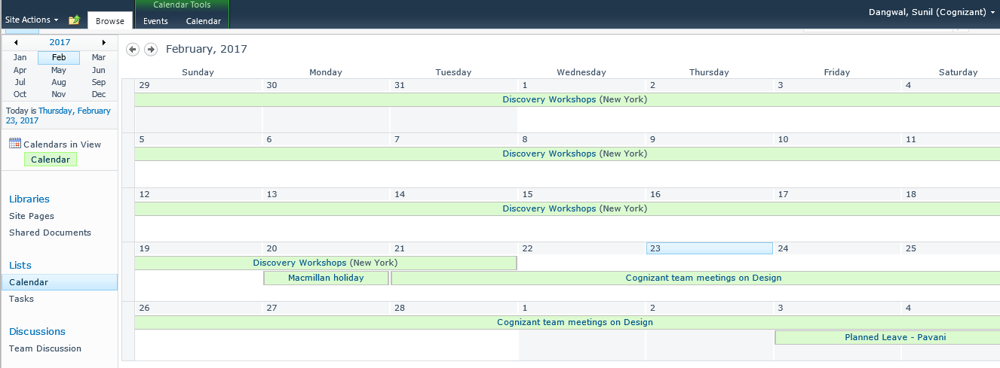 Calendar Tools
Site Actions Browse Events Calendar Dangwal, Sunil (Cognizant)
2017
Jan Feb Mar
Apr May Jun
Jul Aug Sep
Oct Nov Dec
Today is Thursday, February
23, 2017
Calendars in View
Calendar
Libraries
Site Pages
Shared Documents
Lists
Calendar
Tasks
Discussions
Team Discussion
February, 2017
Sunday Monday Tuesday Wednesday Thursday Friday Saturday
29 30 31 1 2 3 4
Discovery Workshops (New York)
5 6 7 8 9 10 11
Discovery Workshops (New York)
12 13 14 15 16 17 18
Discovery Workshops (New York)
19 20 21 22 23 24 25
Discovery Workshops (New York)
Macmillan holiday Cognizant team meetings on Design
26 27 28 1 2 3 4
Cognizant team meetings on Design
Planned Leave - Pavani